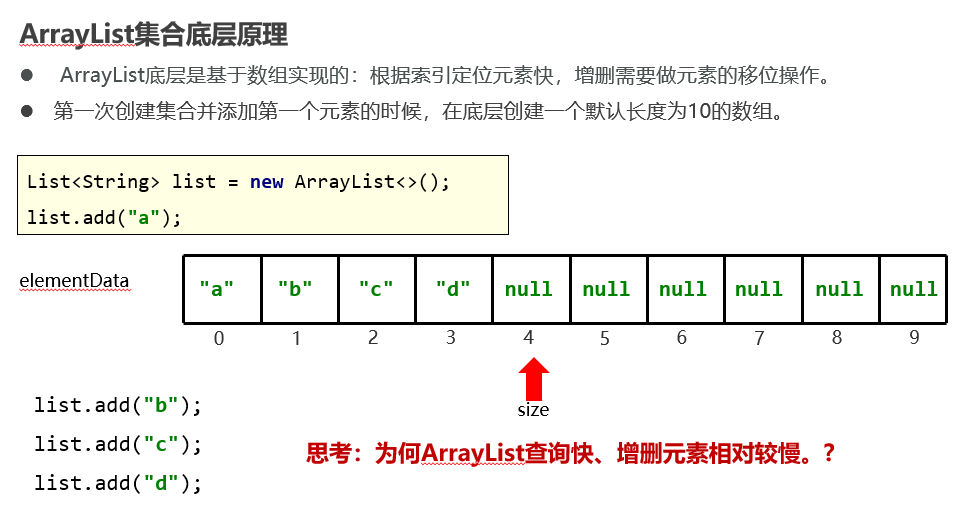 ArrayList集合底层原理
● ArrayList底层是基于数组实现的：根据索引定位元素快，增删需要做元素的移位操作。
● 第一次创建集合并添加第一个元素的时候，在底层创建一个默认长度为10的数组。
List<String> list = new ArrayList<>();
list.add("a");
elementData "a" "b" "c" "d" null null null null null null
0 1 2 3 4 5 6 7 8 9
size
list.add("b");
list.add("c");
list.add("d");
思考：为何ArrayList查询快、增删元素相对较慢。？